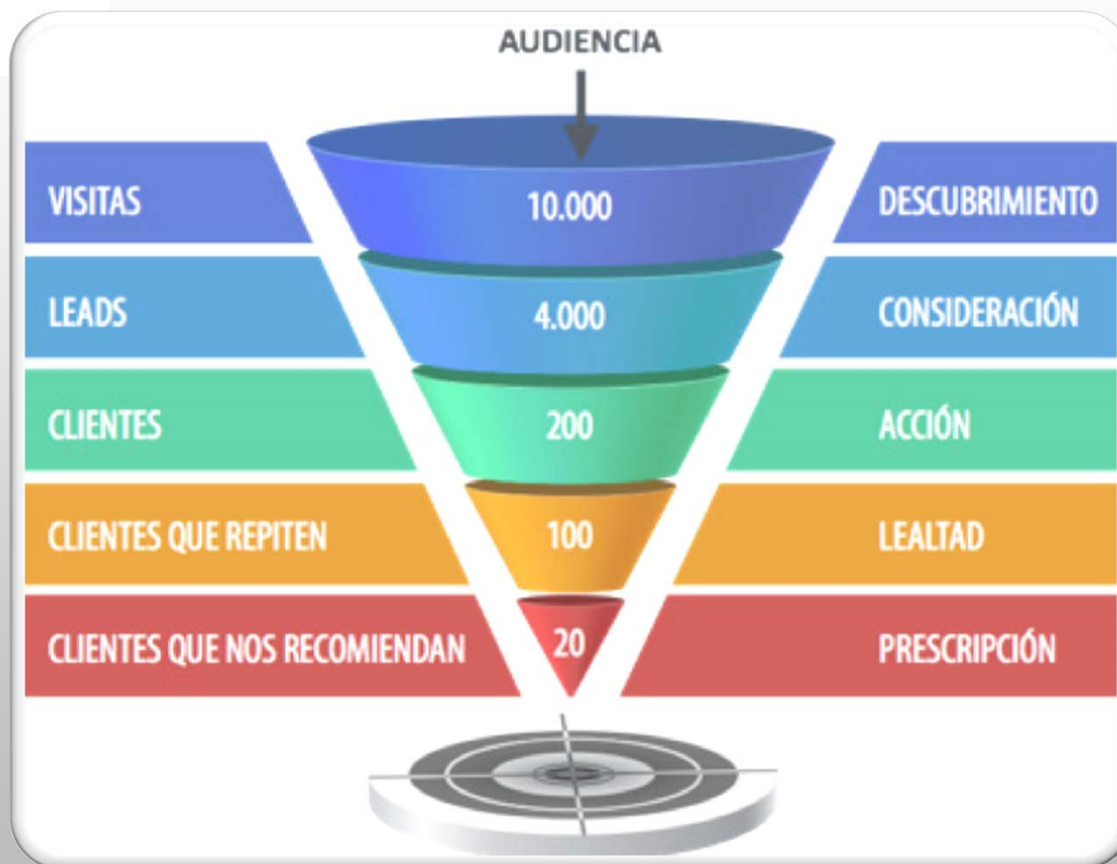 AUDIENCIA
VISITAS 10.000 DESCUBRIMIENTO
LEADS 4.000 CONSIDERACIÓN
CLIENTES 200 ACCIÓN
CLIENTES QUE REPITEN 100 LEALTAD
CLIENTES QUE NOS RECOMIENDAN 20 PRESCRIPCIÓN